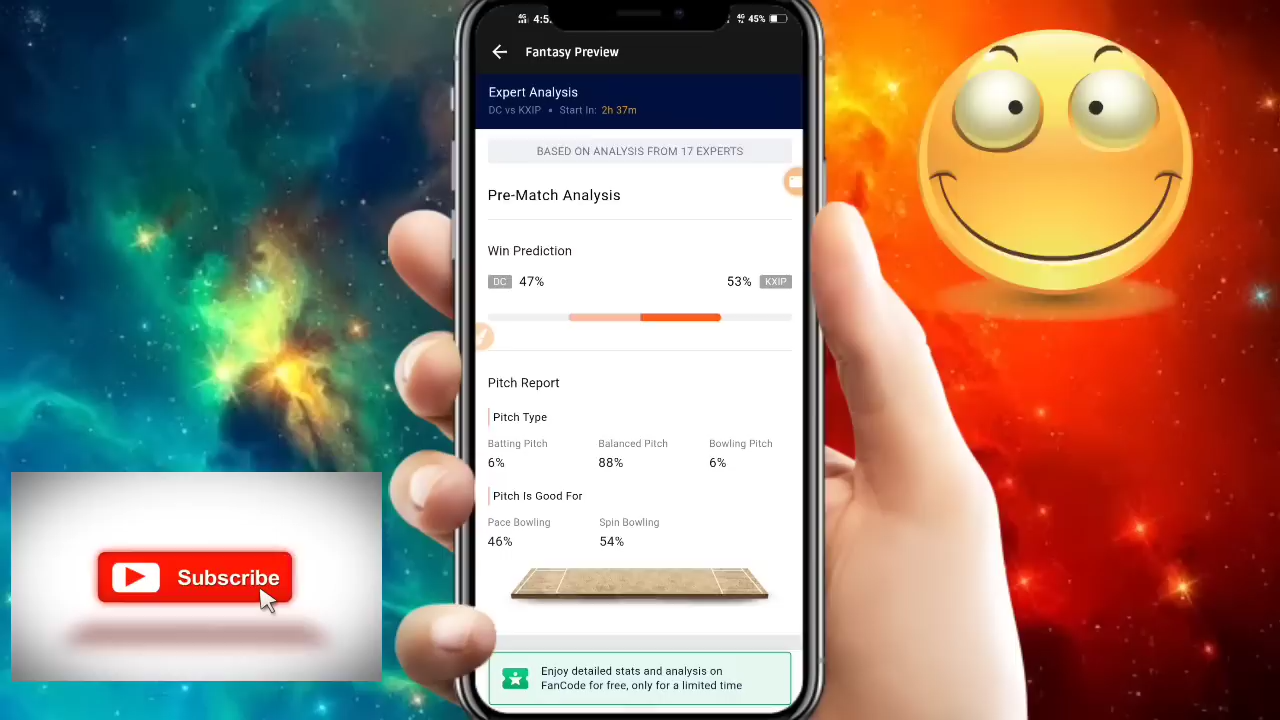 4G 4:5
4G 45%
Fantasy Preview
Expert Analysis
DC vs KXIP • Start In: 2h 37m
BASED ON ANALYSIS FROM 17 EXPERTS
Pre-Match Analysis
Win Prediction
DC 47% 53% KXIP
Pitch Report
Pitch Type
Batting Pitch Balanced Pitch Bowling Pitch
6% 88% 6%
Pitch Is Good For
Pace Bowling Spin Bowling
46% 54%
Enjoy detailed stats and analysis on
FanCode for free, only for a limited time
Subscribe